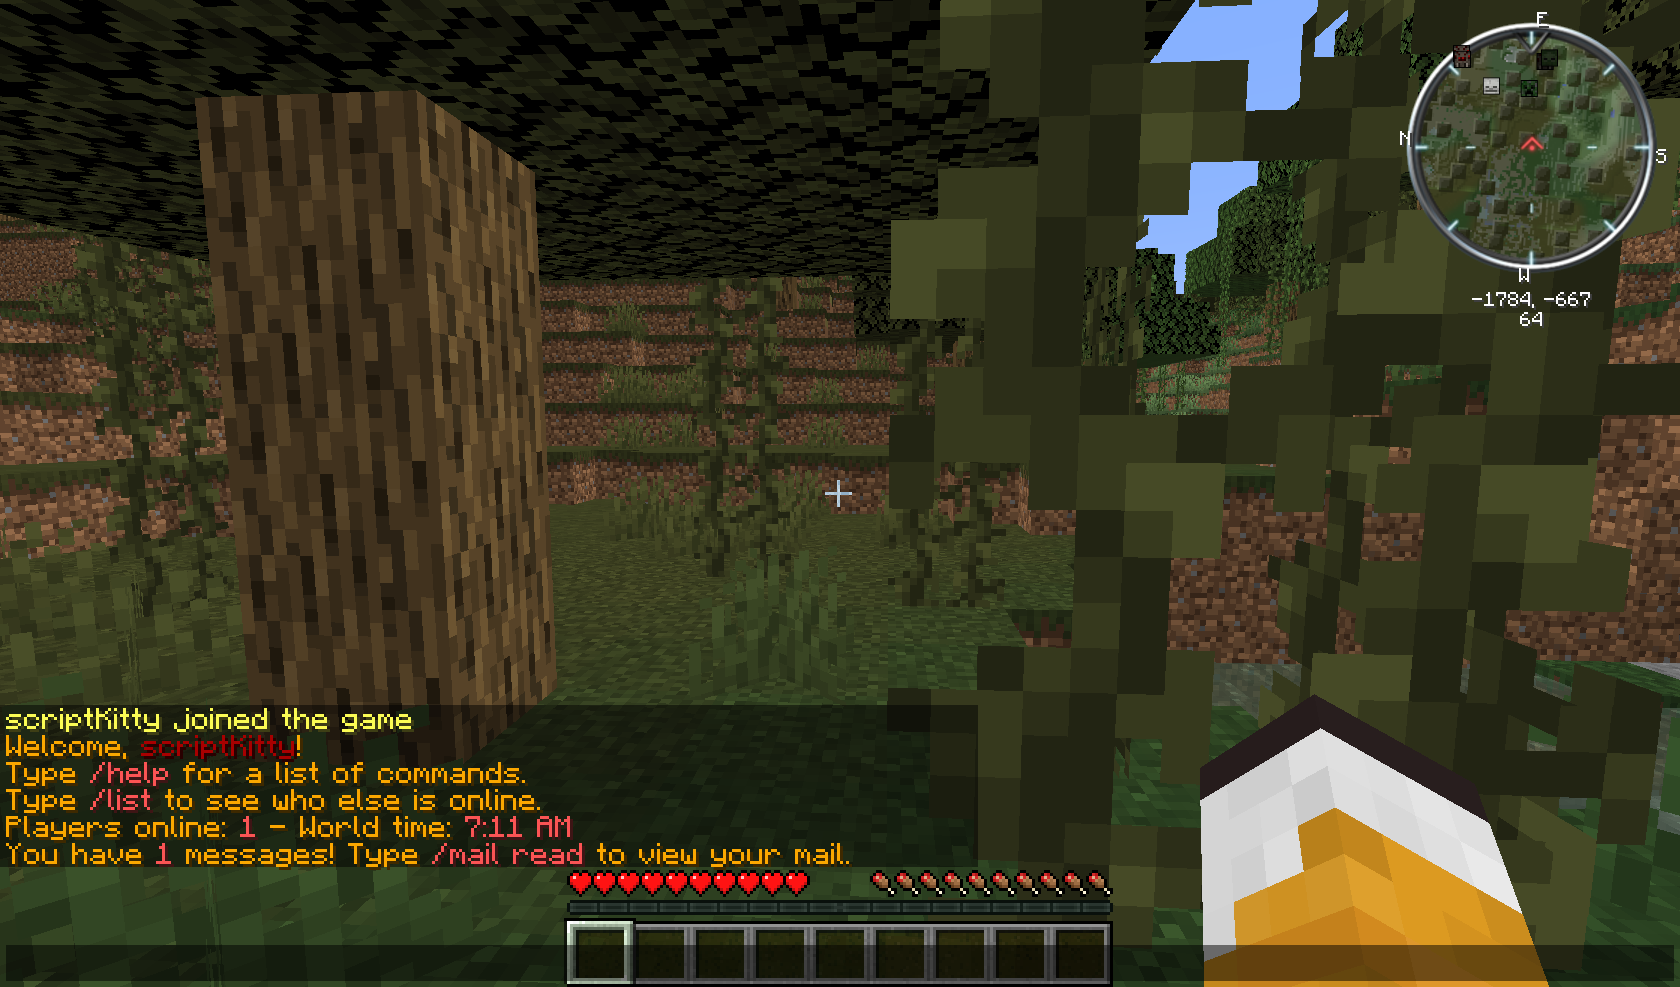 E
N
S
W
-1784, -667
64
scriptKitty joined the game
Welcome, scriptKitty!
Type /help for a list of commands.
Type /list to see who else is online.
Players online: 1 - World time: 7:11 AM
You have 1 messages! Type /mail read to view your mail.